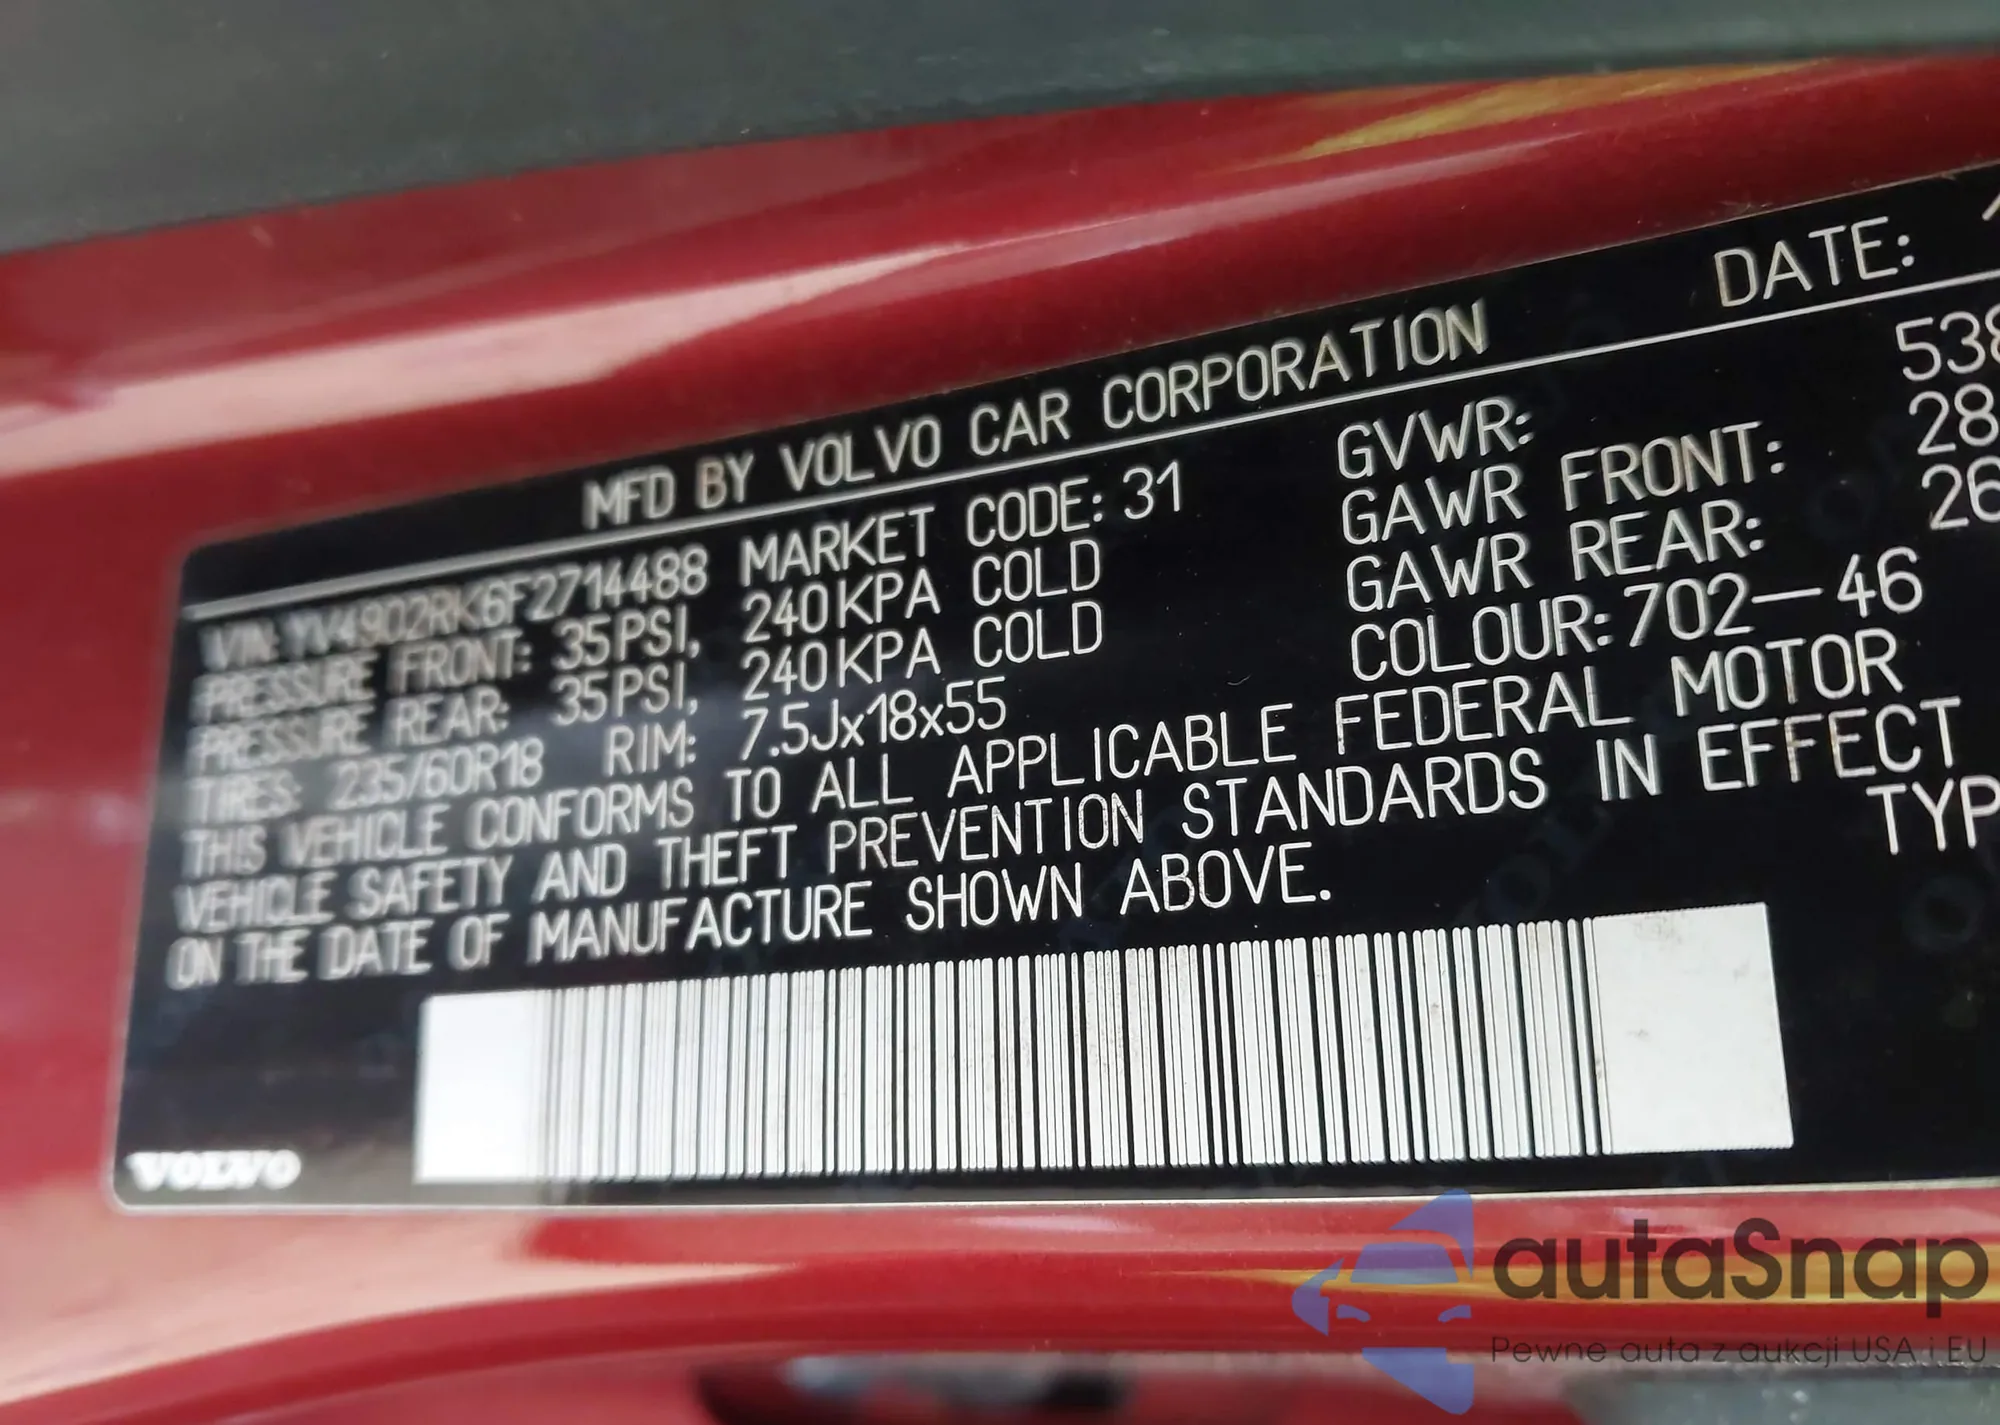 MFD BY VOLVO CAR CORPORATION DATE:
VIN: YV4902RK6F2714488 MARKET CODE: 31 GVWR: 538
PRESSURE FRONT: 35PSI, 240KPA COLD GAWR FRONT: 28
PRESSURE REAR: 35PSI, 240KPA COLD GAWR REAR: 26
TIRES: 235/60R18 RIM: 7.5Jx18x55 COLOUR: 702-46
THIS VEHICLE CONFORMS TO ALL APPLICABLE FEDERAL MOTOR
VEHICLE SAFETY AND THEFT PREVENTION STANDARDS IN EFFECT
ON THE DATE OF MANUFACTURE SHOWN ABOVE. TYP
VOLVO
autaSnap
Pewne auta z aukcji USA i EU